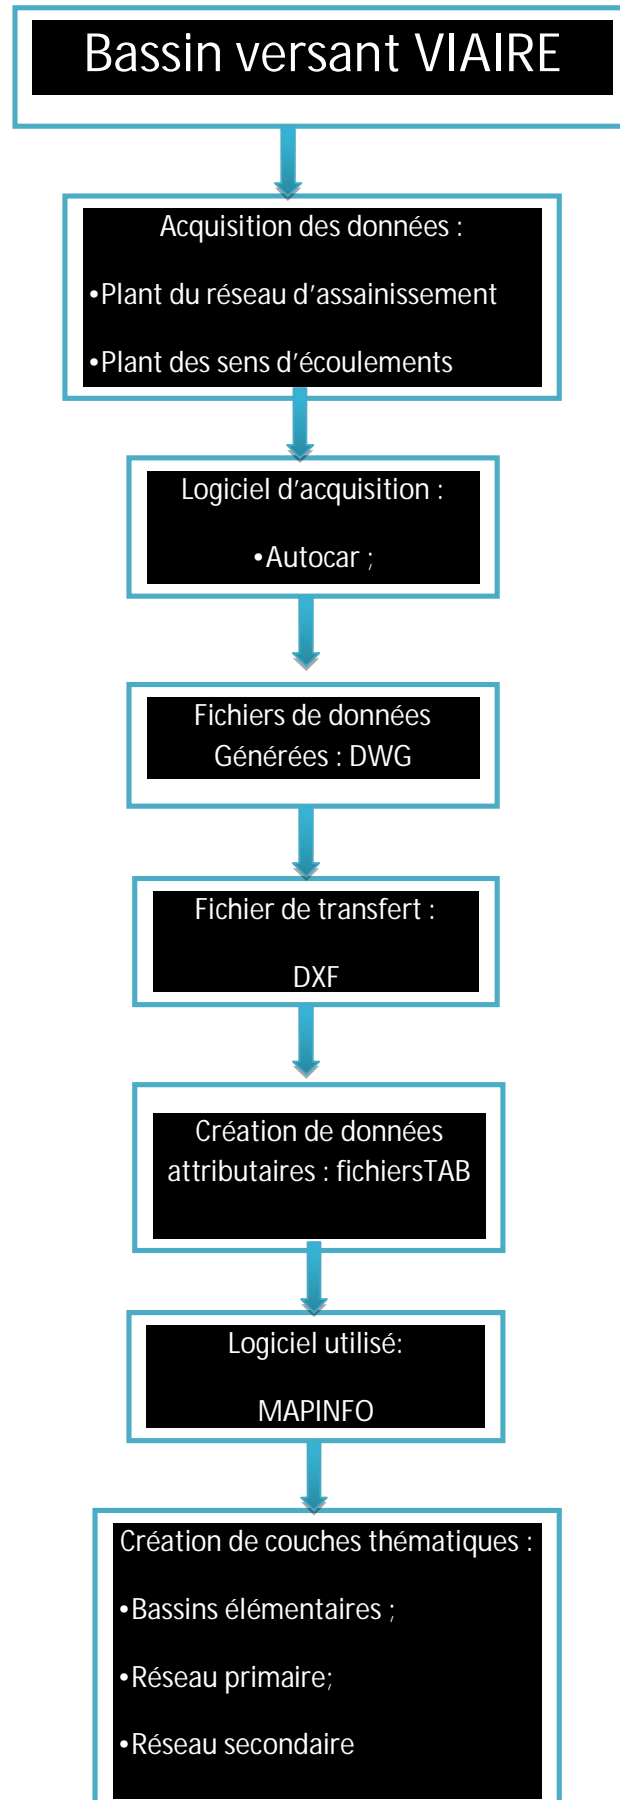 Bassin versant VIAIRE
Acquisition des données :
•Plant du réseau d’assainissement
•Plant des sens d’écoulements
Logiciel d’acquisition :
•Autocar ;
Fichiers de données
Générées : DWG
Fichier de transfert :
DXF
Création de données
attributaires : fichiersTAB
Logiciel utilisé:
MAPINFO
Création de couches thématiques :
•Bassins élémentaires ;
•Réseau primaire;
•Réseau secondaire